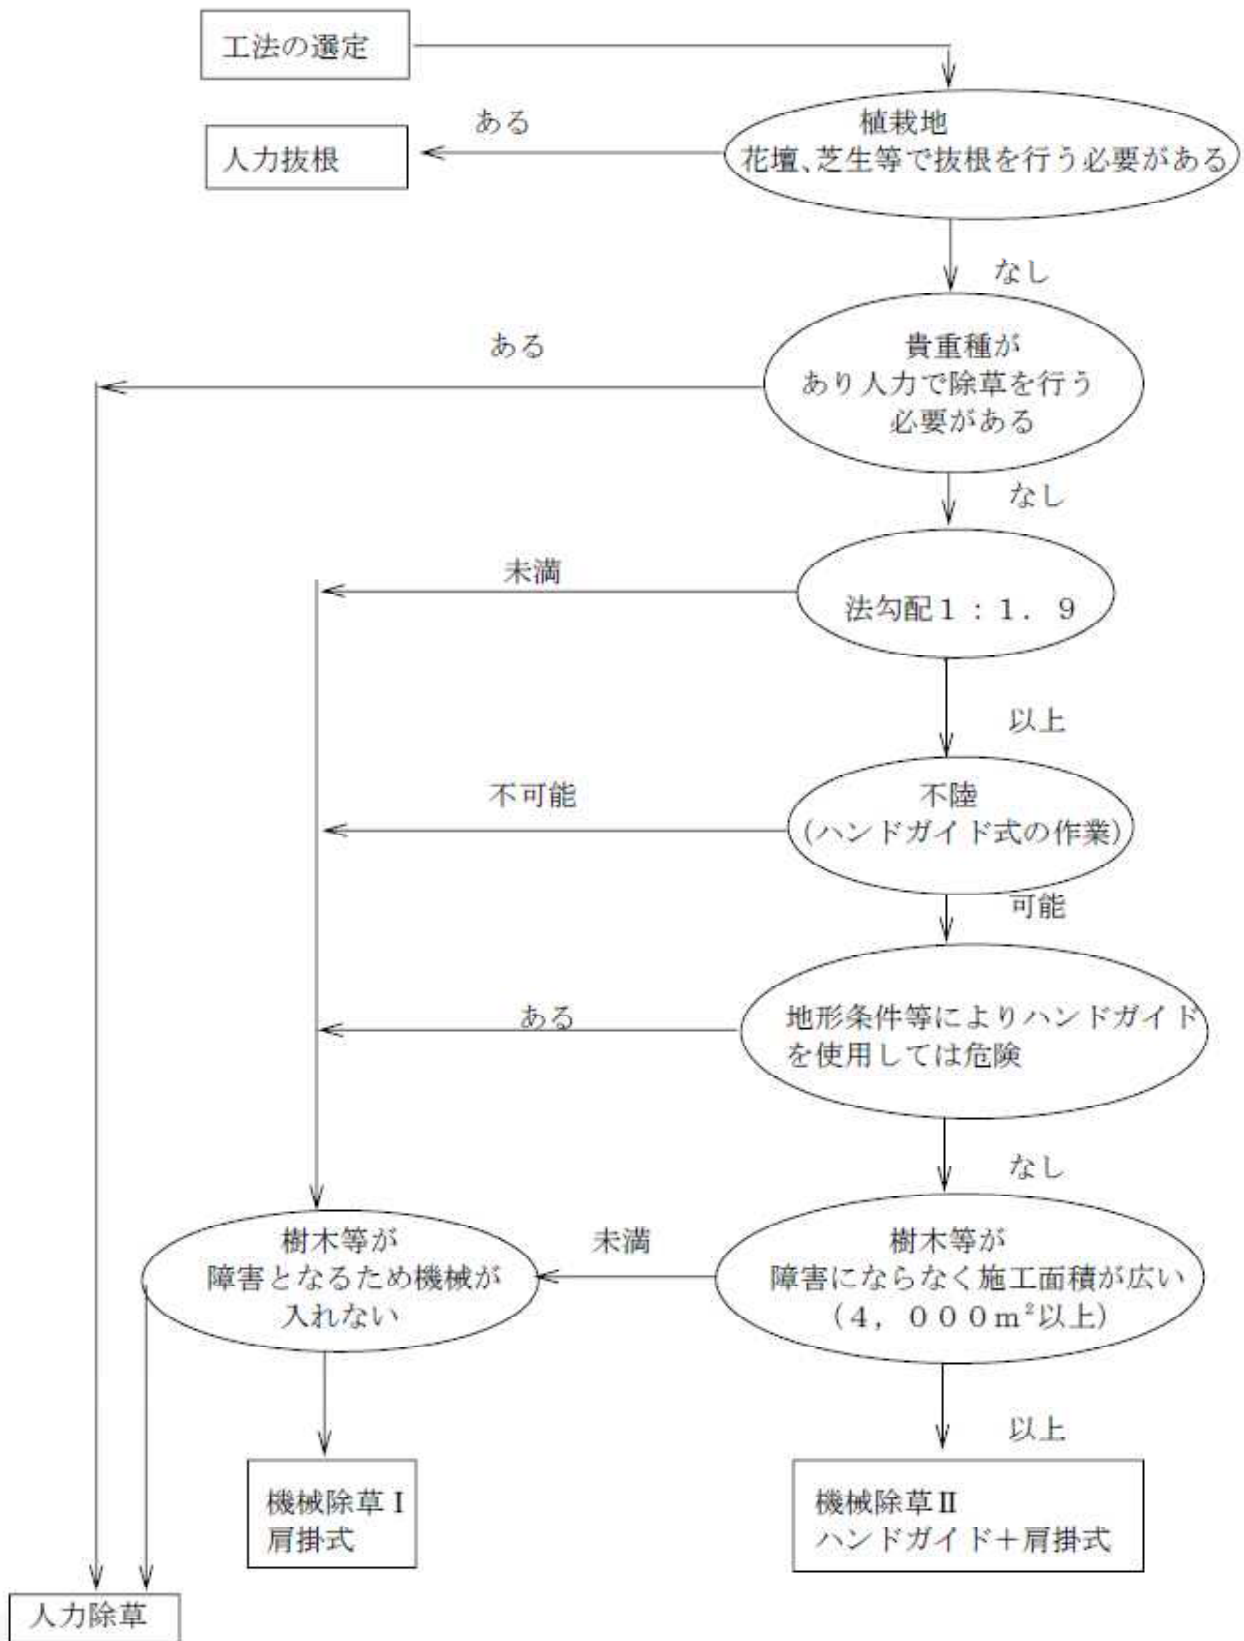 工法の選定
植栽地
花壇、芝生等で抜根を行う必要がある
ある
人力抜根
なし
貴重種が
あり人力で除草を行う
必要がある
ある
なし
法勾配１：１．９
未満
以上
不陸
（ハンドガイド式の作業）
不可能
可能
地形条件等によりハンドガイド
を使用しては危険
ある
なし
樹木等が
障害にならなく施工面積が広い
（４，０００ｍ²以上）
未満
樹木等が
障害となるため機械が
入れない
以上
機械除草Ⅰ
肩掛式
機械除草Ⅱ
ハンドガイド＋肩掛式
人力除草